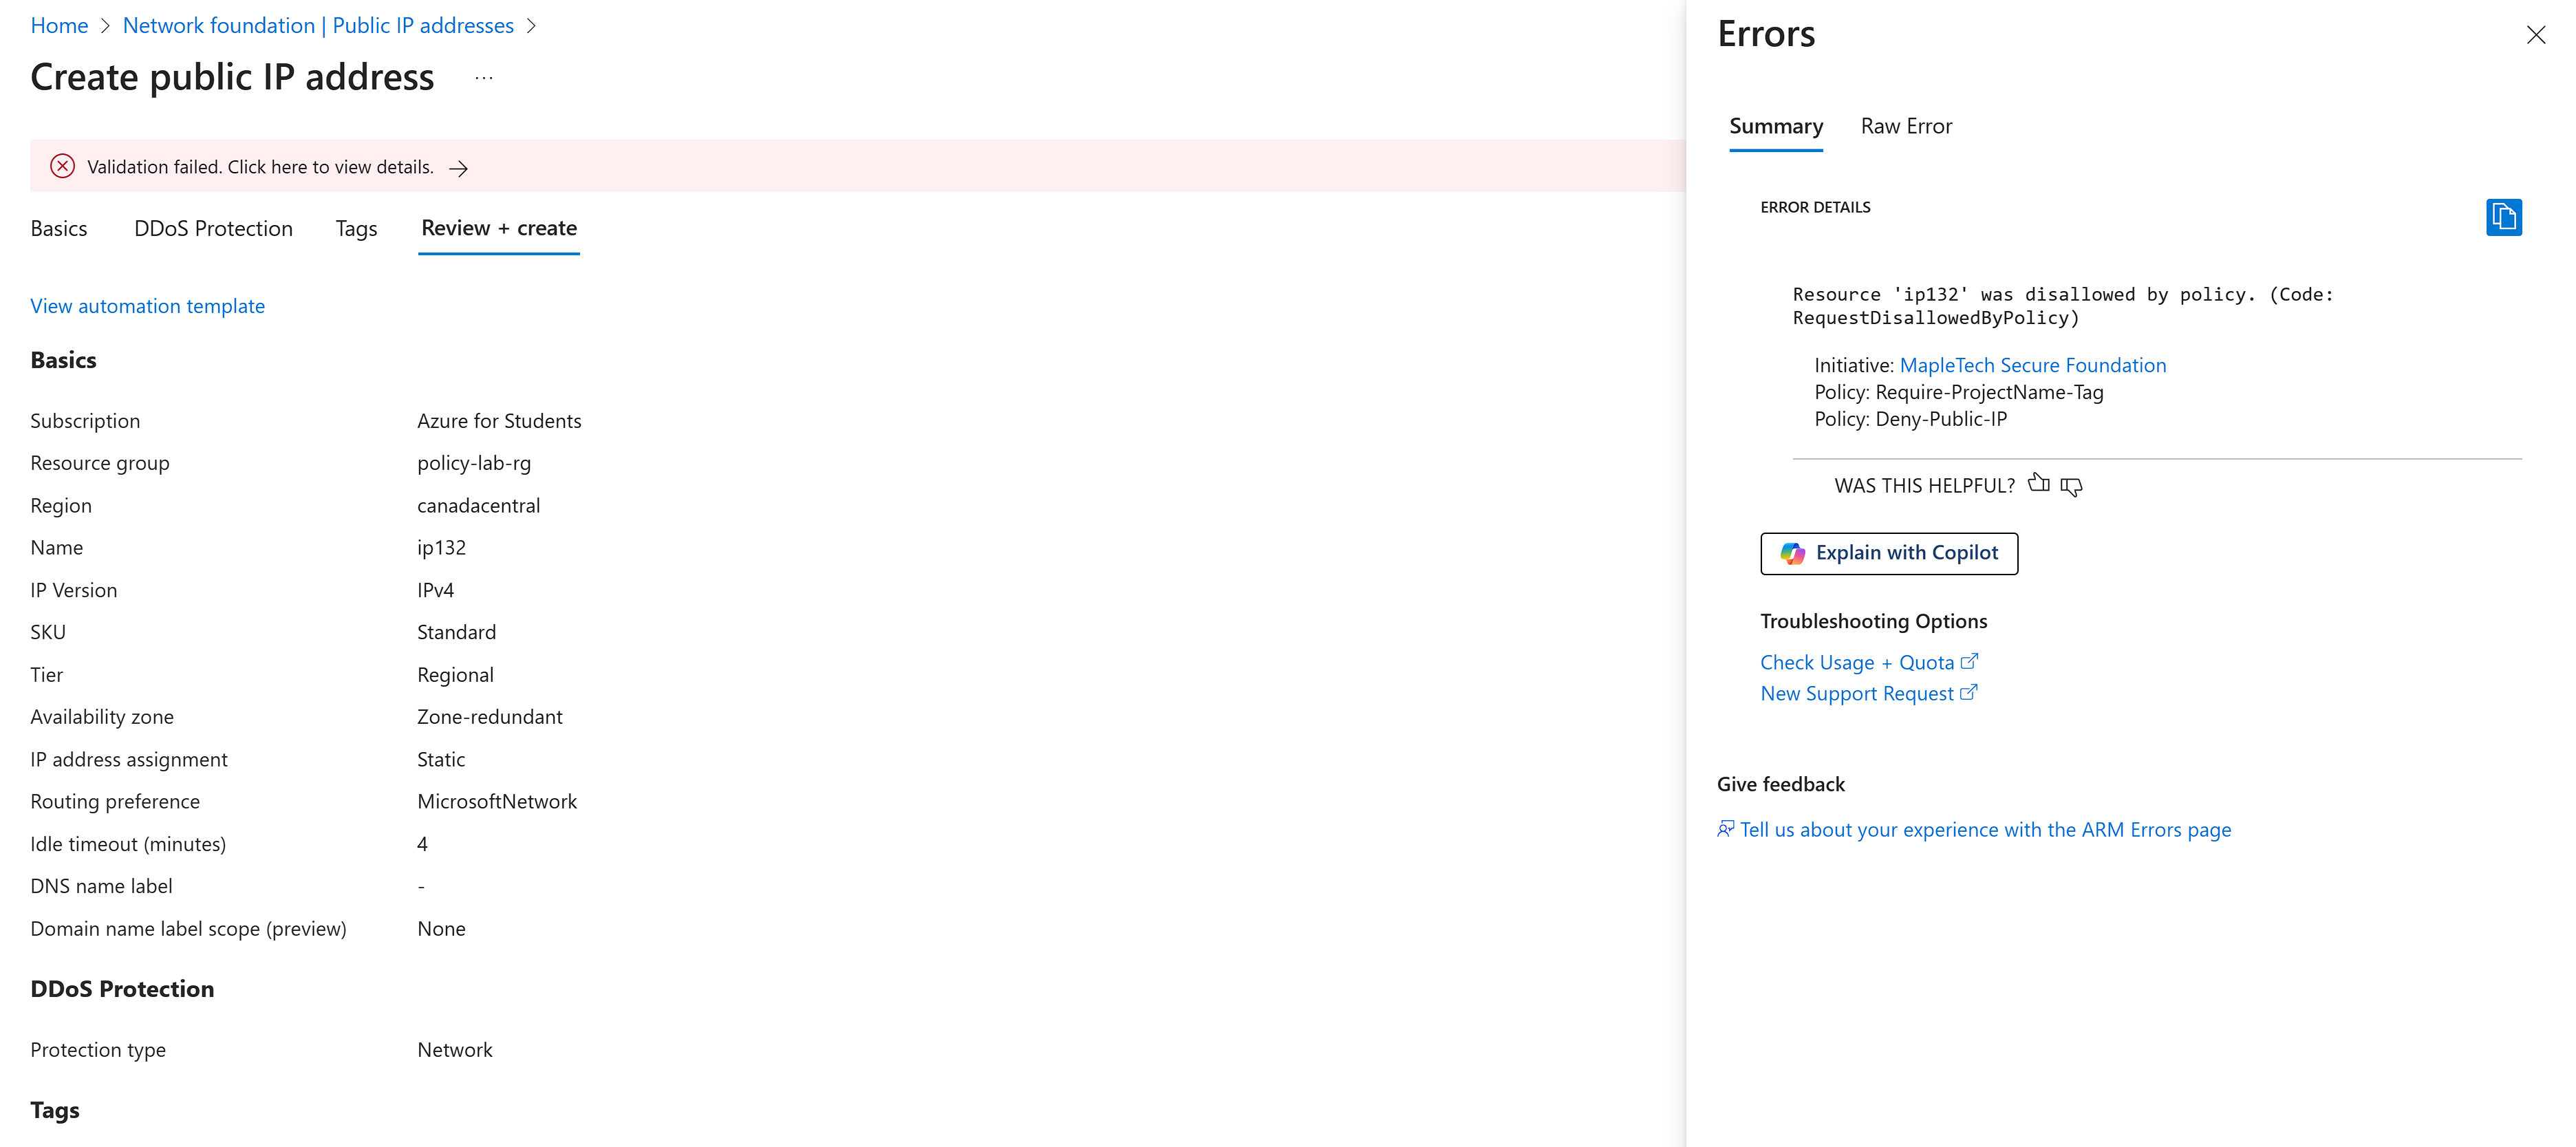 Home > Network foundation | Public IP addresses >
Create public IP address ...
Validation failed. Click here to view details. →
Basics DDoS Protection Tags Review + create
View automation template
Basics
Subscription Azure for Students
Resource group policy-lab-rg
Region canadacentral
Name ip132
IP Version IPv4
SKU Standard
Tier Regional
Availability zone Zone-redundant
IP address assignment Static
Routing preference MicrosoftNetwork
Idle timeout (minutes) 4
DNS name label -
Domain name label scope (preview) None
DDoS Protection
Protection type Network
Tags
Errors
Summary Raw Error
ERROR DETAILS
Resource 'ip132' was disallowed by policy. (Code:
RequestDisallowedByPolicy)
Initiative: MapleTech Secure Foundation
Policy: Require-ProjectName-Tag
Policy: Deny-Public-IP
WAS THIS HELPFUL?
Explain with Copilot
Troubleshooting Options
Check Usage + Quota
New Support Request
Give feedback
Tell us about your experience with the ARM Errors page